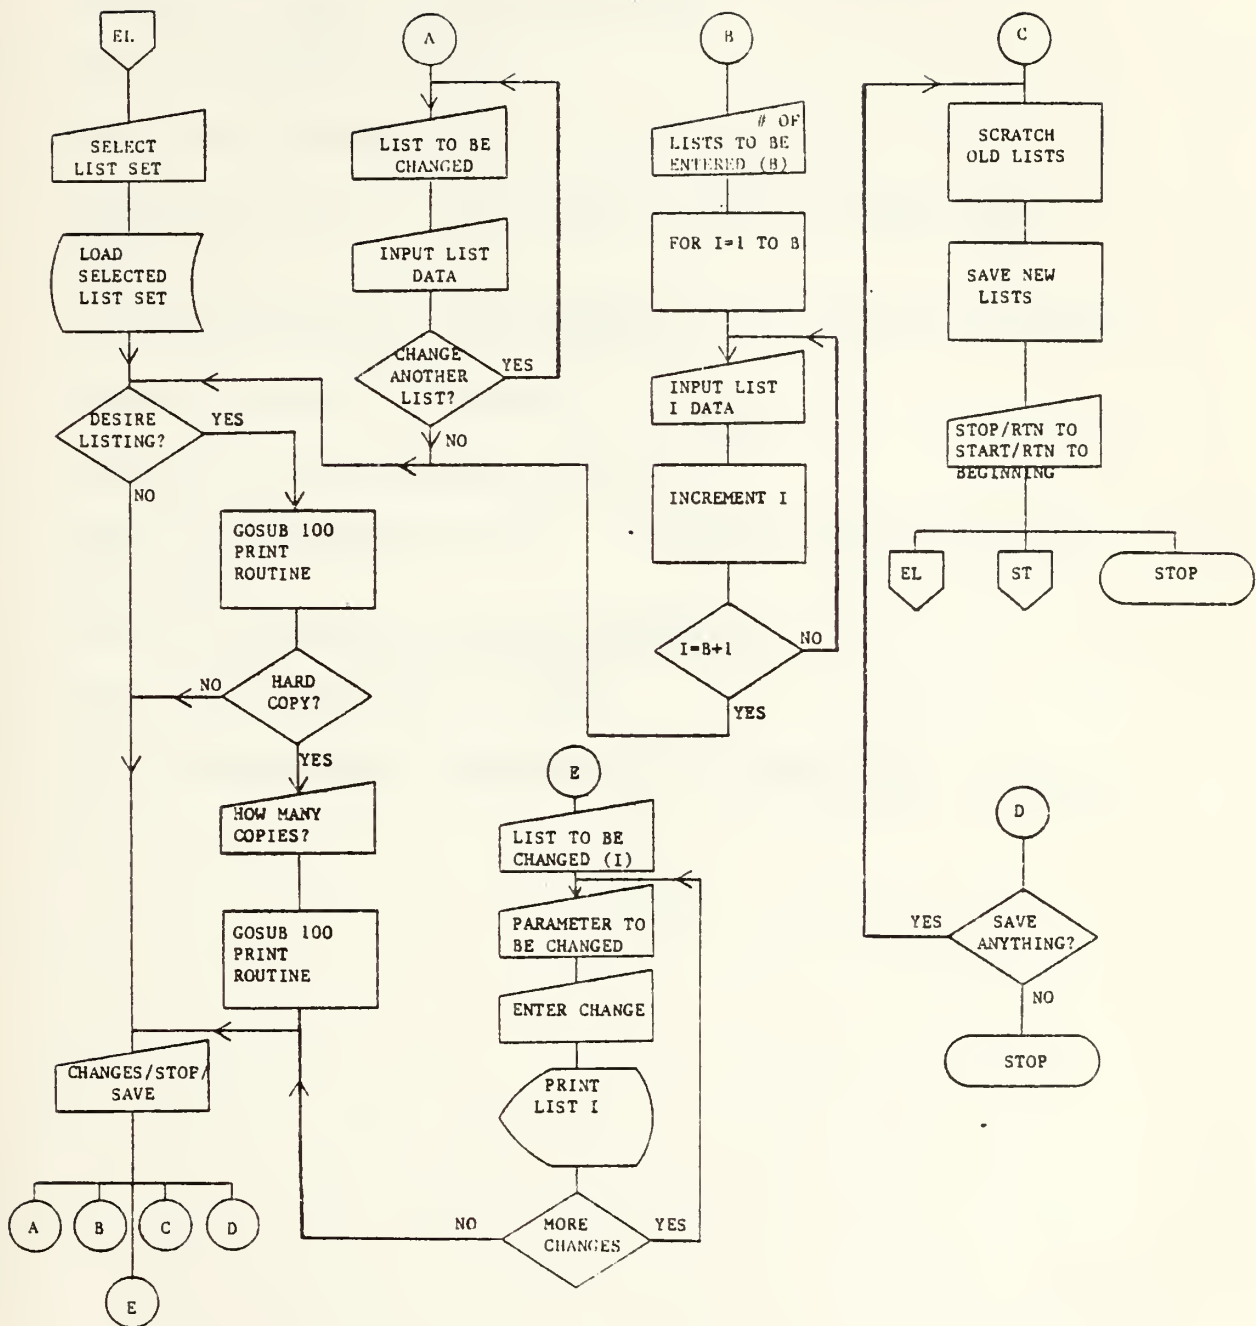 EL
SELECT
LIST SET
LOAD
SELECTED
LIST SET
DESIRE
LISTING?
YES
NO
GOSUB 100
PRINT
ROUTINE
HARD
COPY?
NO
YES
HOW MANY
COPIES?
GOSUB 100
PRINT
ROUTINE
CHANGES/STOP/
SAVE
A
B
C
D
E
A
LIST TO BE
CHANGED
INPUT LIST
DATA
CHANGE
ANOTHER
LIST?
YES
NO
B
# OF
LISTS TO BE
ENTERED (B)
FOR I=1 TO B
INPUT LIST
I DATA
INCREMENT I
I=B+1
NO
YES
E
LIST TO BE
CHANGED (I)
PARAMETER TO
BE CHANGED
ENTER CHANGE
PRINT
LIST I
MORE
CHANGES
NO
YES
C
SCRATCH
OLD LISTS
SAVE NEW
LISTS
STOP/RTN TO
START/RTN TO
BEGINNING
EL
ST
STOP
D
SAVE
ANYTHING?
YES
NO
STOP